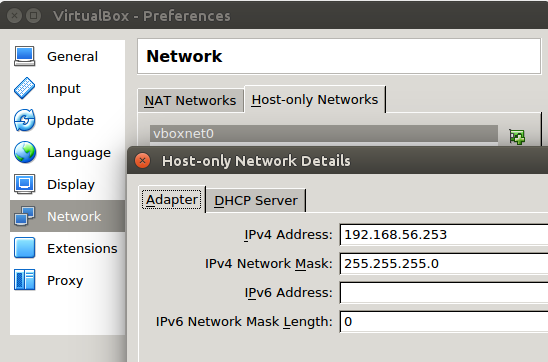 VirtualBox - Preferences
General
Input
Update
Language
Display
Network
Extensions
Proxy
Network
NAT Networks
Host-only Networks
vboxnet0
Host-only Network Details
Adapter
DHCP Server
IPv4 Address: 192.168.56.253
IPv4 Network Mask: 255.255.255.0
IPv6 Address:
IPv6 Network Mask Length: 0